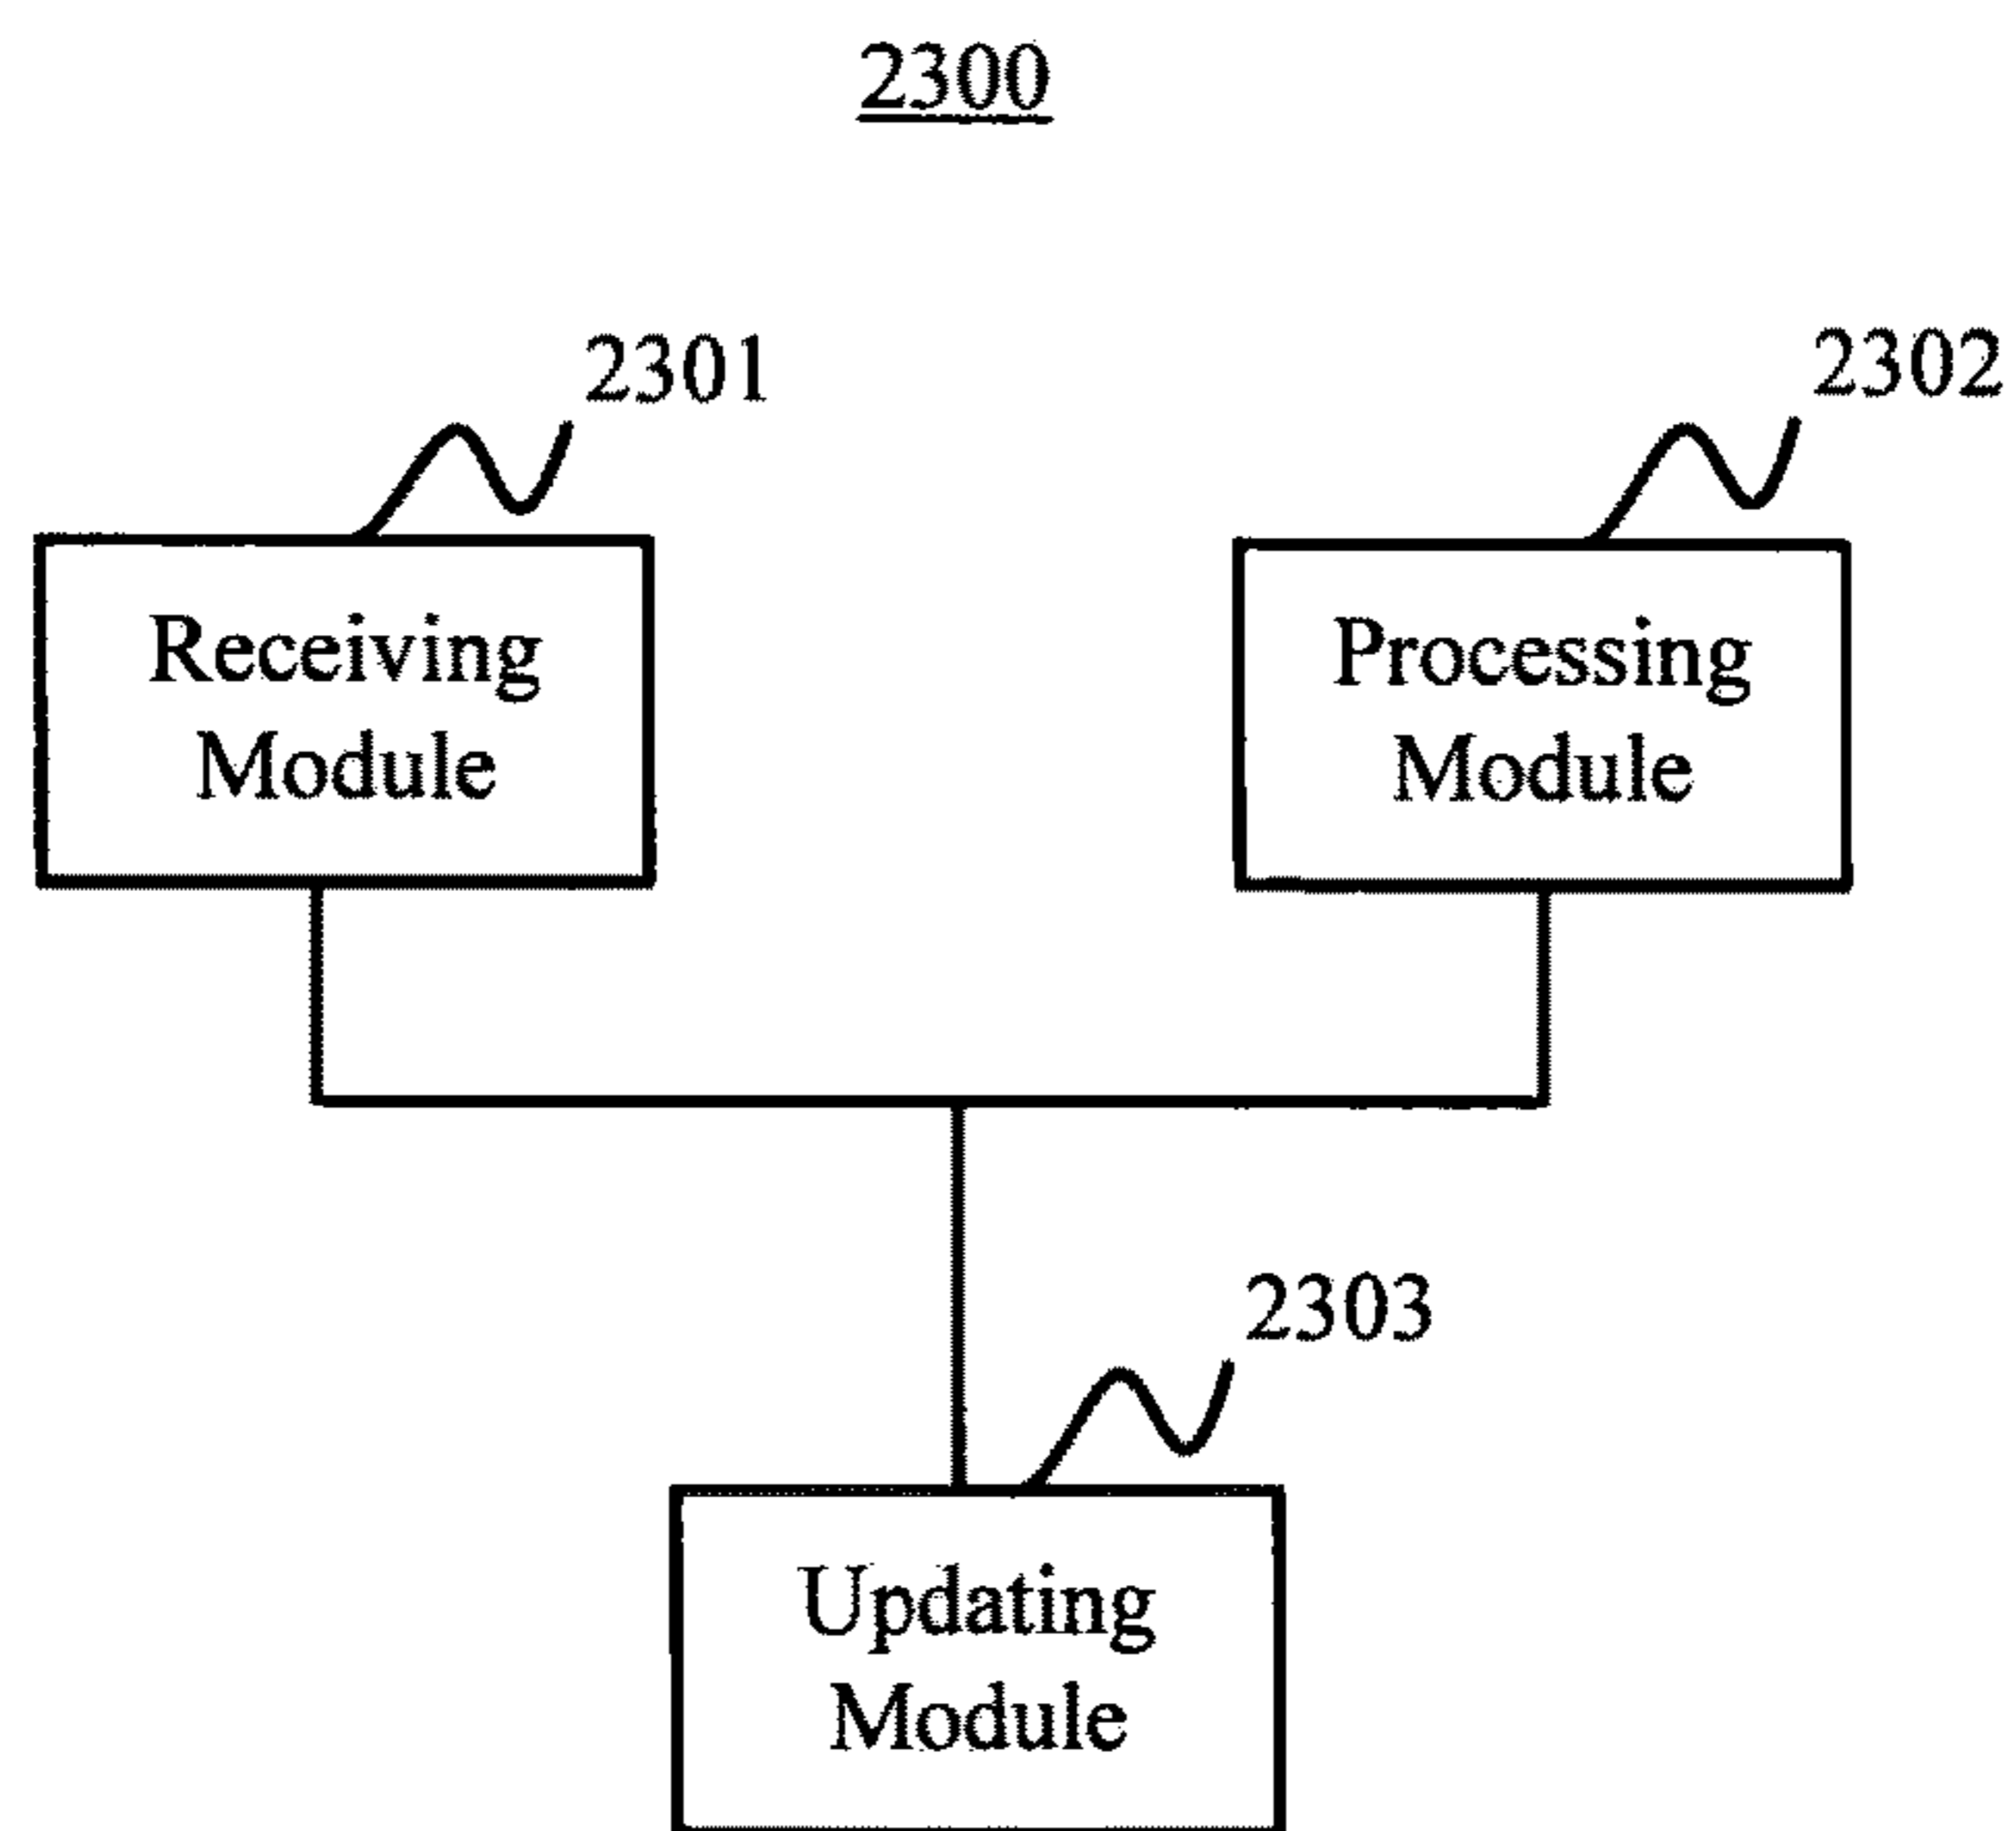 2300
2301
2302
Receiving
Module
Processing
Module
2303
Updating
Module